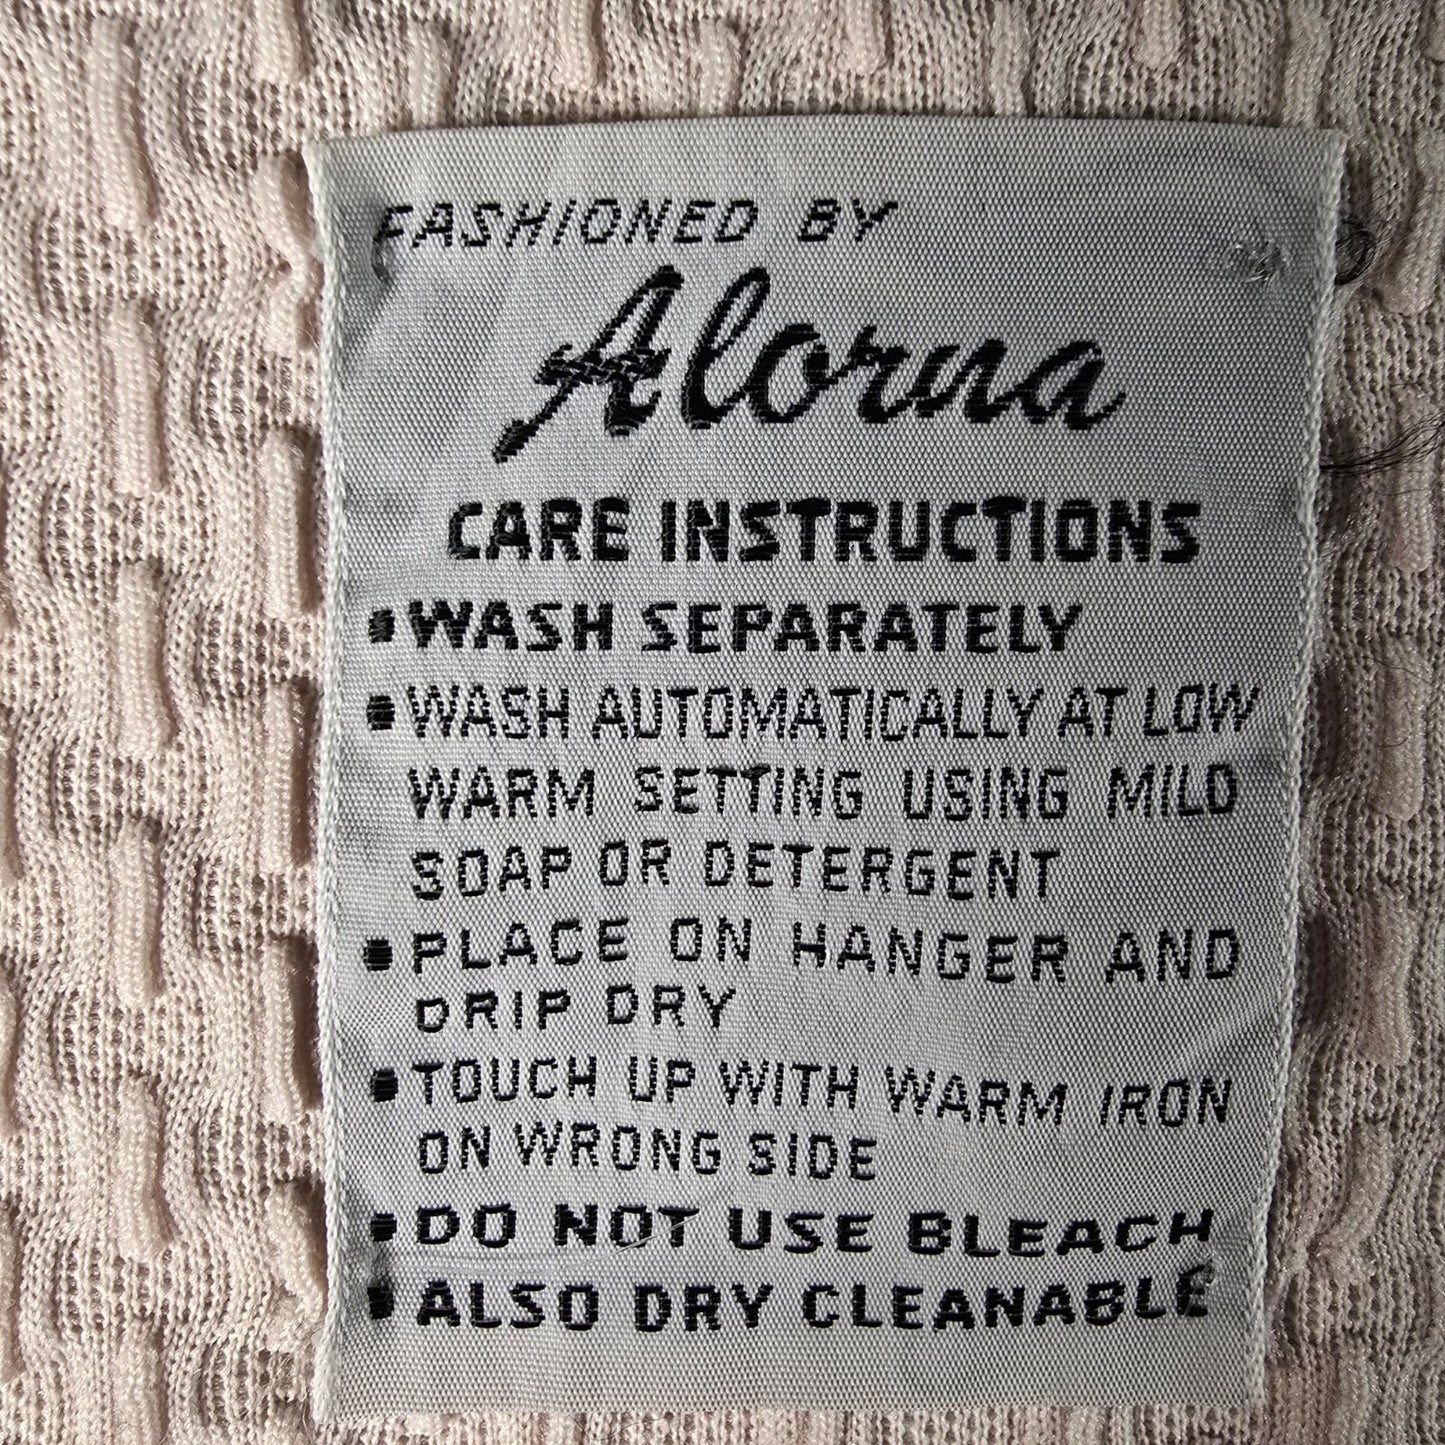 FASHIONED BY
Alorna
CARE INSTRUCTIONS
• WASH SEPARATELY
• WASH AUTOMATICALLY AT LOW
WARM SETTING USING MILD
SOAP OR DETERGENT
• PLACE ON HANGER AND
DRIP DRY
• TOUCH UP WITH WARM IRON
ON WRONG SIDE
• DO NOT USE BLEACH
• ALSO DRY CLEANABLE